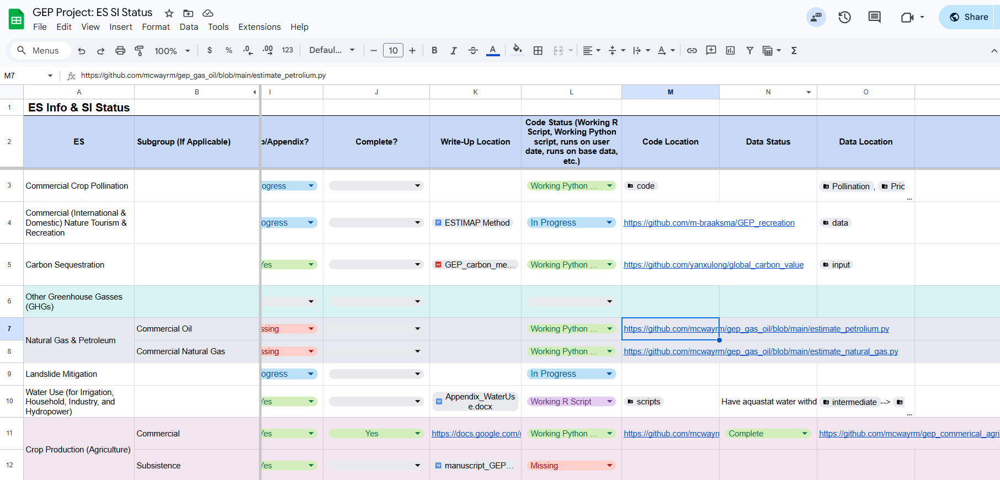 GEP Project: ES SI Status
File Edit View Insert Format Data Tools Extensions Help
Share
Menus 100% $ % .0 .00 123 Defaul... 10 B I A
M7 fx https://github.com/mcwayrm/gep_gas_oil/blob/main/estimate_petrolium.py
A B I J K L M N O
1 ES Info & SI Status
2 ES Subgroup (If Applicable) o/Appendix? Complete? Write-Up Location Code Status (Working R Script, Working Python script, runs on user date, runs on base data, etc.) Code Location Data Status Data Location
3 Commercial Crop Pollination ogress Working Python ... code Pollination , Pric
...
4 Commercial (International & Domestic) Nature Tourism & Recreation ogress ESTIMAP Method In Progress https://github.com/m-braaksma/GEP_recreation data
5 Carbon Sequestration Yes GEP_carbon_me... Working Python ... https://github.com/yanxulong/global_carbon_value input
6 Other Greenhouse Gasses (GHGs)
7 Natural Gas & Petroleum Commercial Oil ssing Working Python ... https://github.com/mcwayrm/gep_gas_oil/blob/main/estimate_petrolium.py
8 Commercial Natural Gas ssing Working Python ... https://github.com/mcwayrm/gep_gas_oil/blob/main/estimate_natural_gas.py
9 Landslide Mitigation ogress In Progress
10 Water Use (for Irrigation, Household, Industry, and Hydropower) Yes Appendix_WaterUse.docx Working R Script scripts Have aquastat water withd intermediate -->
...
11 Crop Production (Agriculture) Commercial Yes Yes https://docs.google.com/ Working Python ... https://github.com/mcwayr Complete https://github.com/mcwayrm/gep_commerical_agri
12 Subsistence Yes manuscript_GEP... Missing